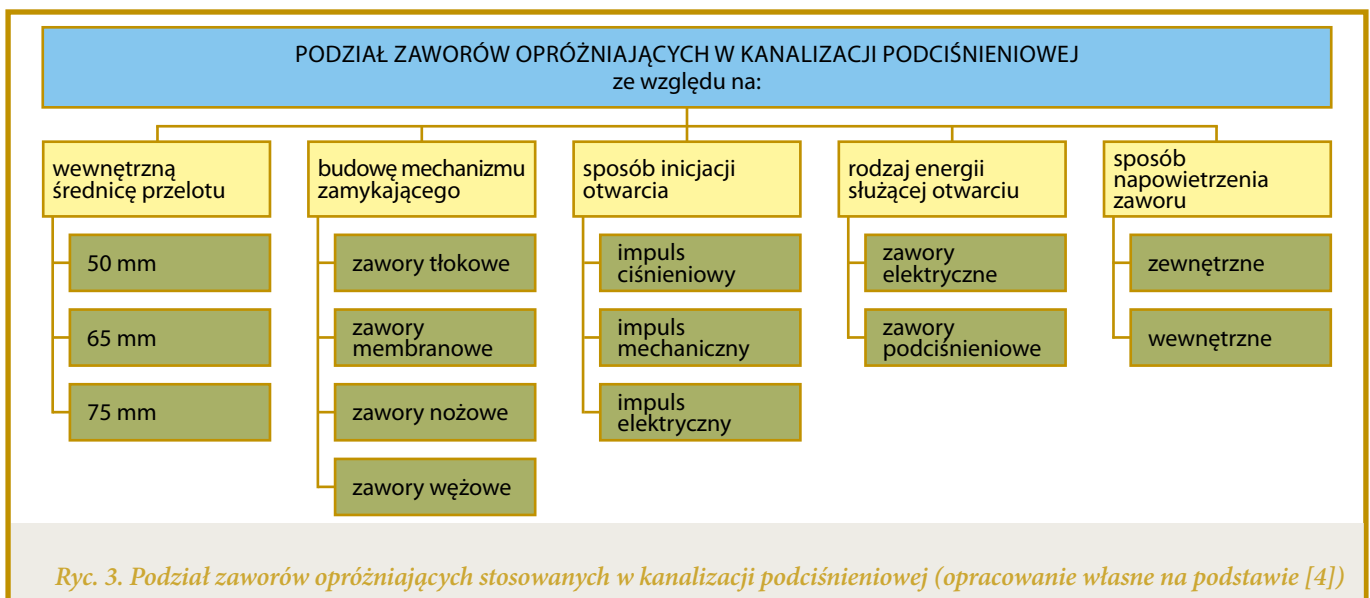 PODZIAŁ ZAWORÓW OPRÓŻNIAJĄCYCH W KANALIZACJI PODCIŚNIENIOWEJ
ze względu na:
wewnętrzną
średnicę przelotu
50 mm
65 mm
75 mm
budowę mechanizmu
zamykającego
zawory tłokowe
zawory
membranowe
zawory nożowe
zawory wężowe
sposób inicjacji
otwarcia
impuls
ciśnieniowy
impuls
mechaniczny
impuls
elektryczny
rodzaj energii
służącej otwarciu
zawory
elektryczne
zawory
podciśnieniowe
sposób
napowietrzenia
zaworu
zewnętrzne
wewnętrzne
Ryc. 3. Podział zaworów opróżniających stosowanych w kanalizacji podciśnieniowej (opracowanie własne na podstawie [4])